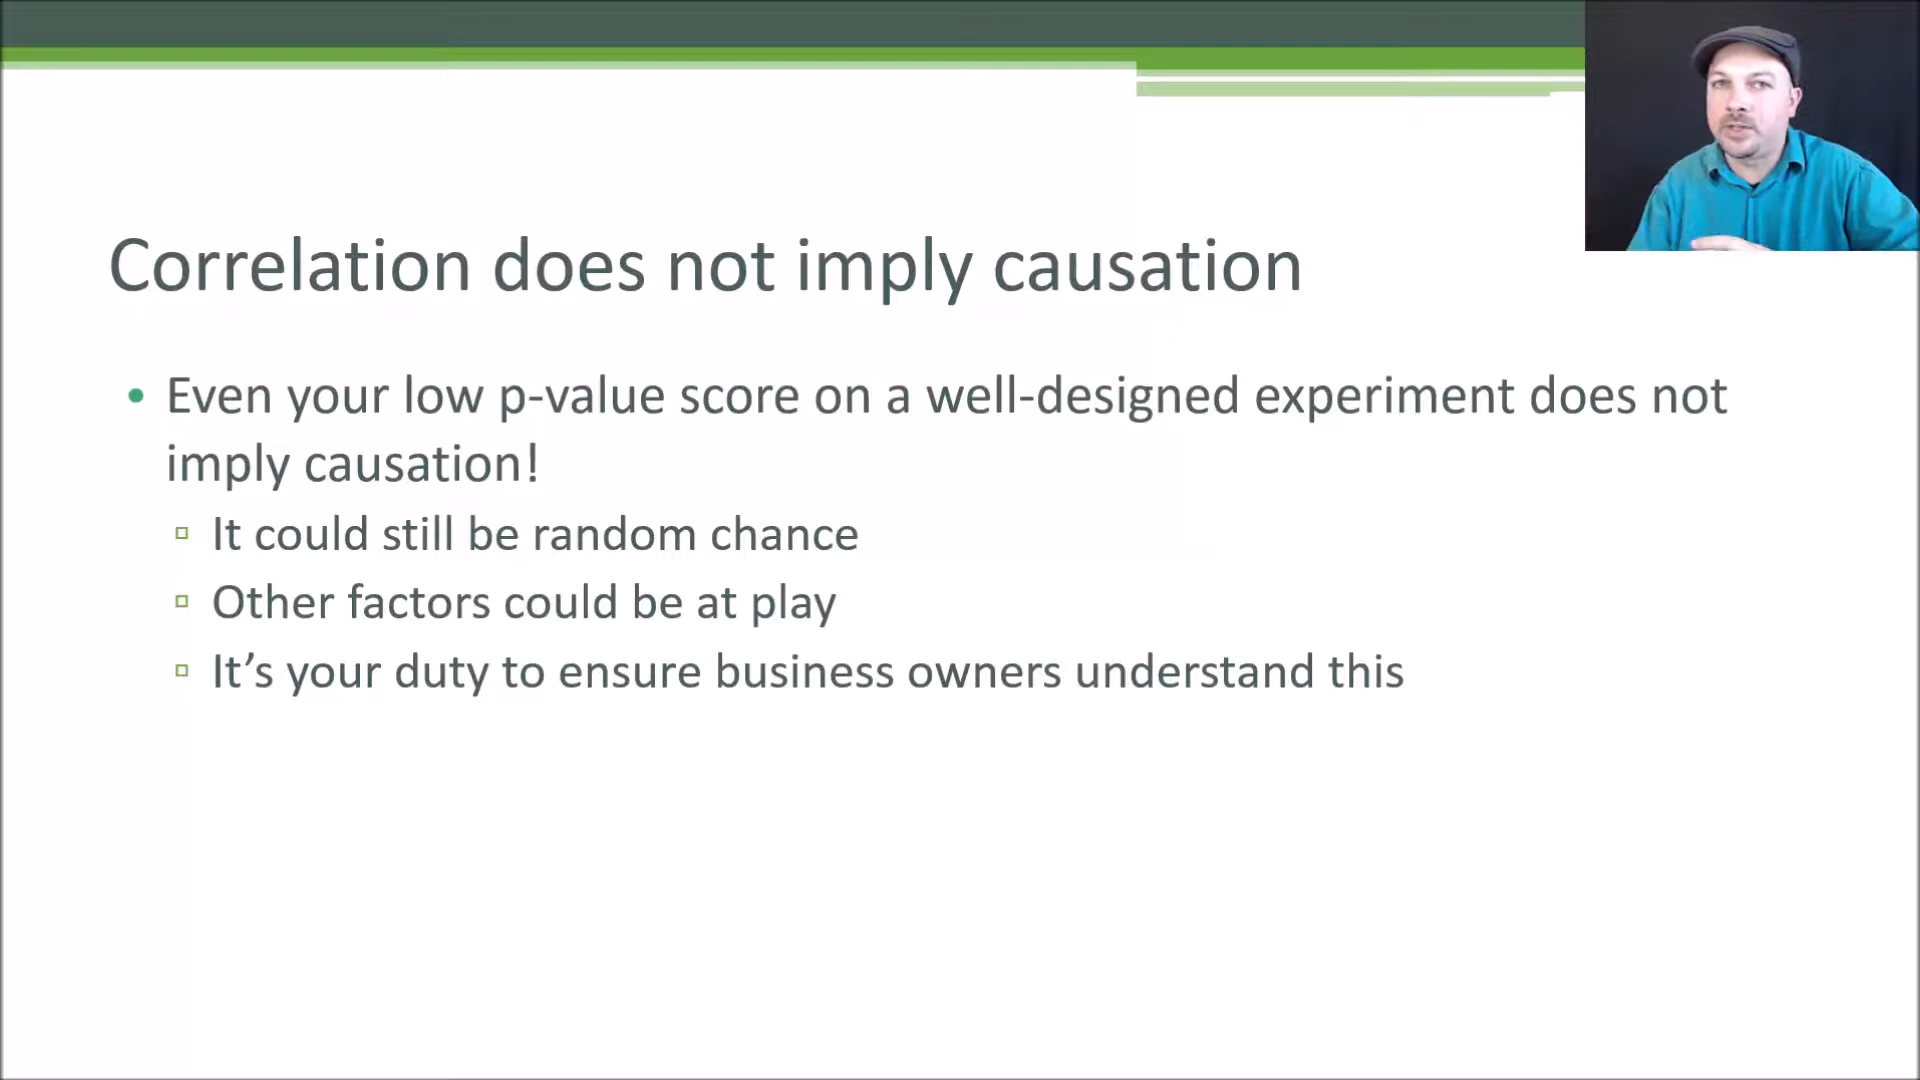 Correlation does not imply causation
• Even your low p-value score on a well-designed experiment does not
imply causation!
▫ It could still be random chance
▫ Other factors could be at play
▫ It’s your duty to ensure business owners understand this